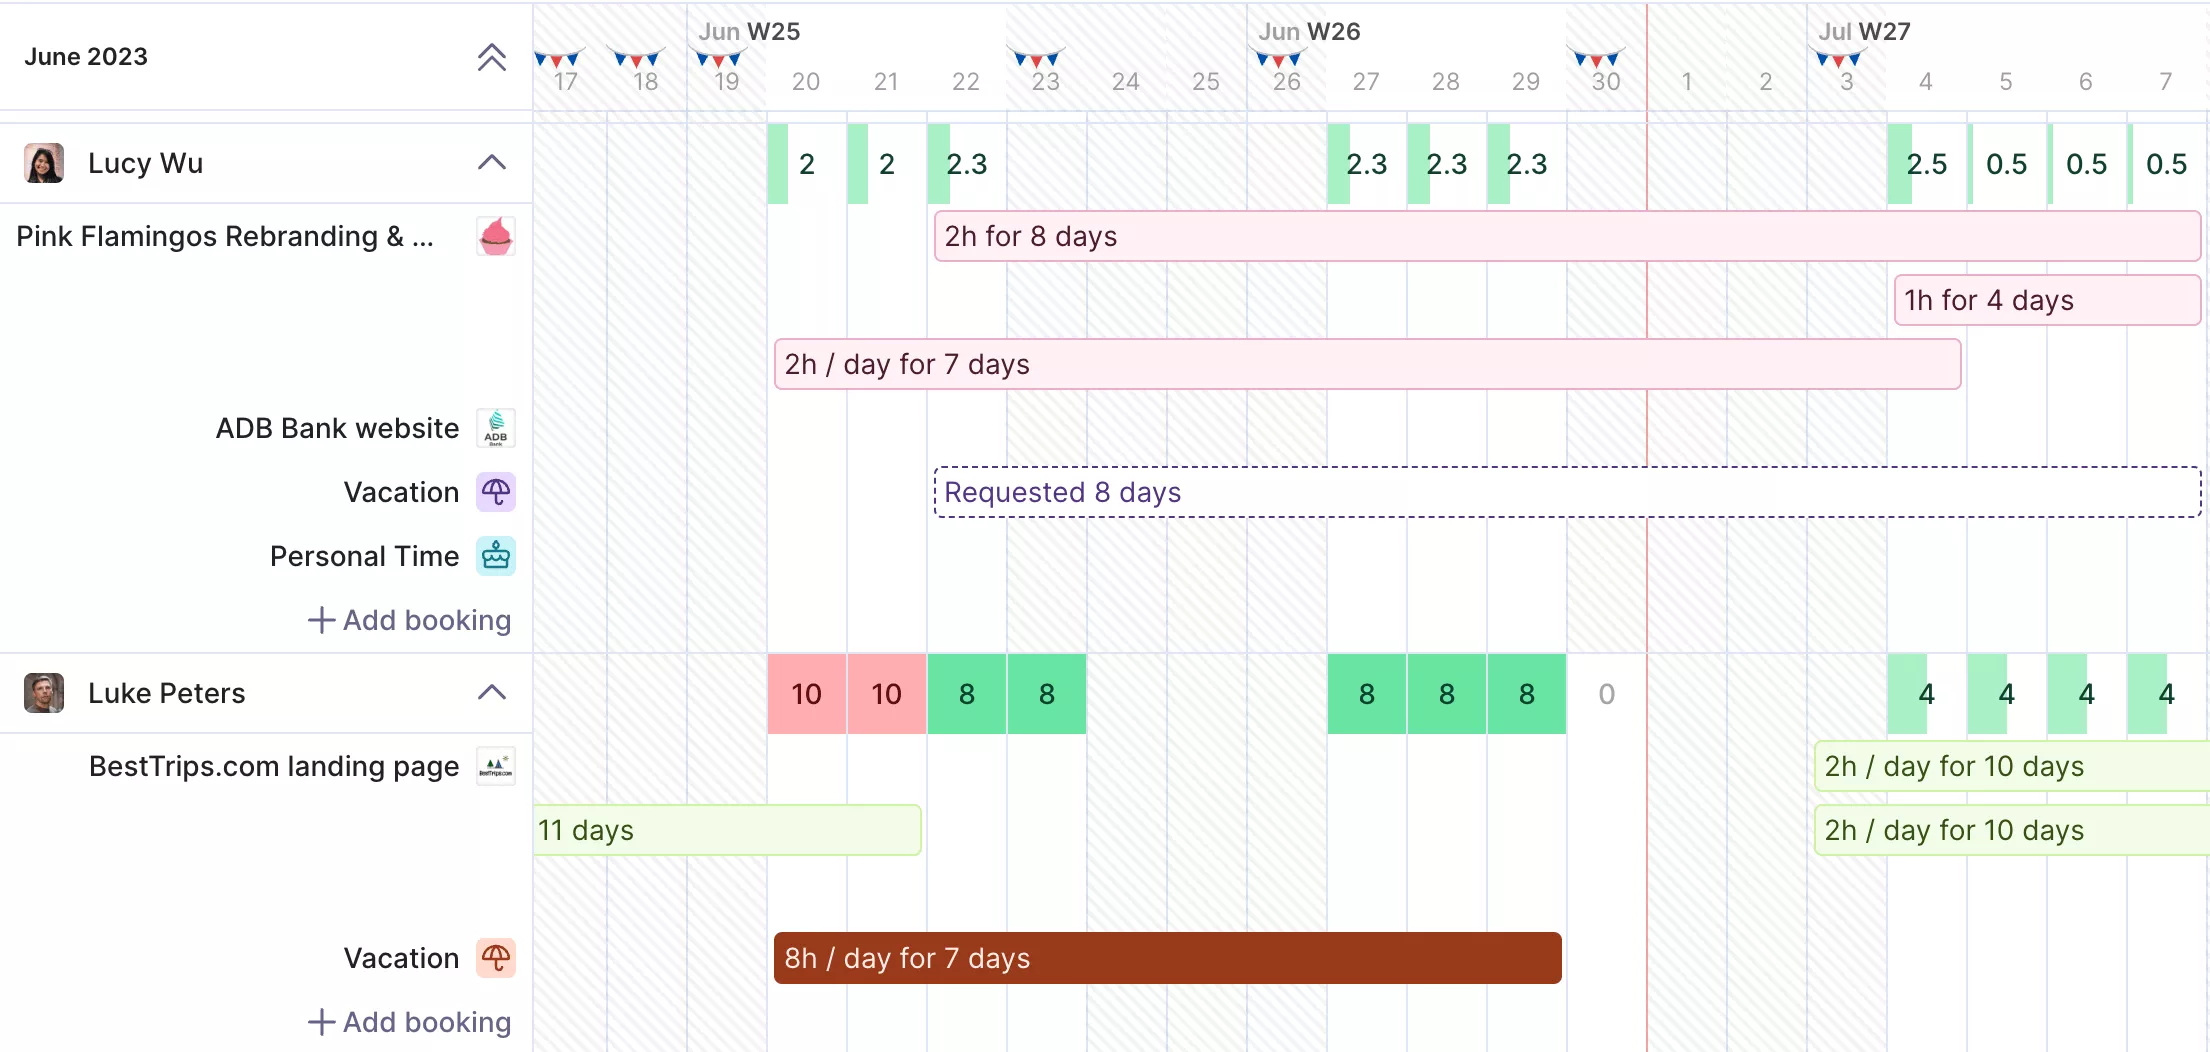 June 2023
Jun W25
Jun W26
Jul W27
17 18 19 20 21 22 23 24 25 26 27 28 29 30 1 2 3 4 5 6 7
Lucy Wu
2 2 2.3 2.3 2.3 2.3 2.5 0.5 0.5 0.5
Pink Flamingos Rebranding & ...
2h for 8 days
1h for 4 days
2h / day for 7 days
ADB Bank website
ADB
Bank
Vacation
Requested 8 days
Personal Time
+ Add booking
Luke Peters
10 10 8 8 8 8 8 0 4 4 4 4
BestTrips.com landing page
BestTrips.com
2h / day for 10 days
11 days
2h / day for 10 days
Vacation
8h / day for 7 days
+ Add booking